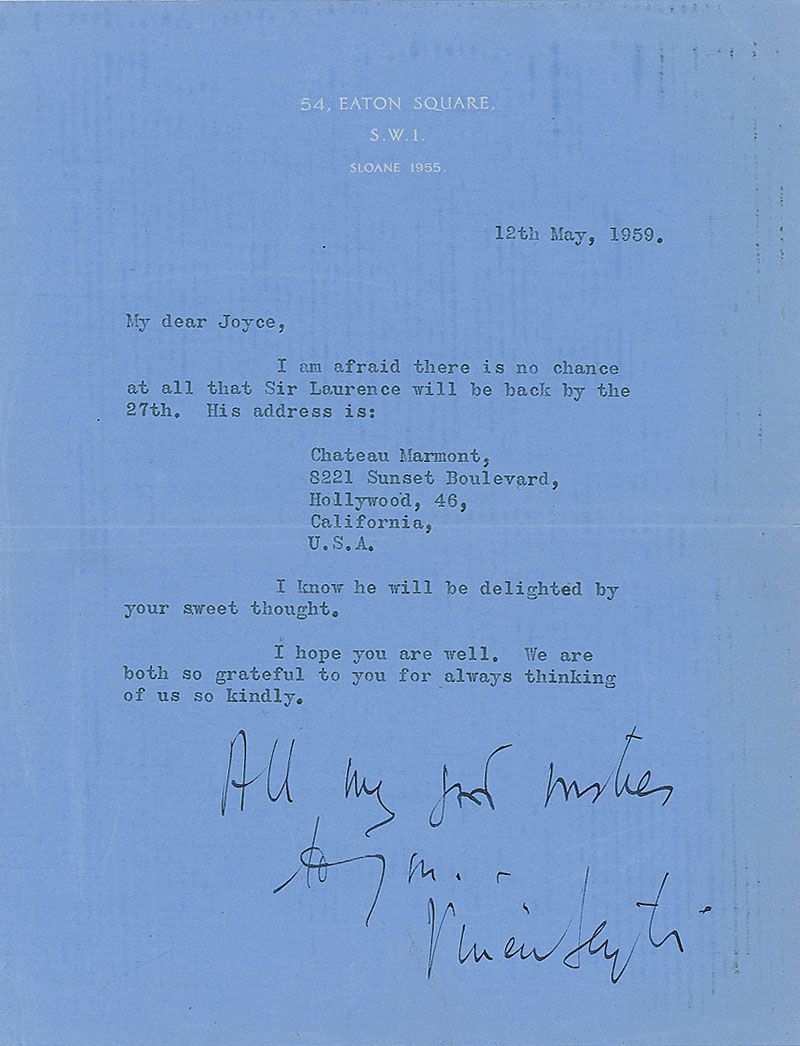 54, EATON SQUARE,
S.W.1.
SLOANE 1955.
12th May, 1959.
My dear Joyce,
I am afraid there is no chance
at all that Sir Laurence will be back by the
27th. His address is:
Chateau Marmont,
8221 Sunset Boulevard,
Hollywood, 46,
California,
U.S.A.
I know he will be delighted by
your sweet thought.
I hope you are well. We are
both so grateful to you for always thinking
of us so kindly.
All my good wishes
to you. -
Vivien Leigh